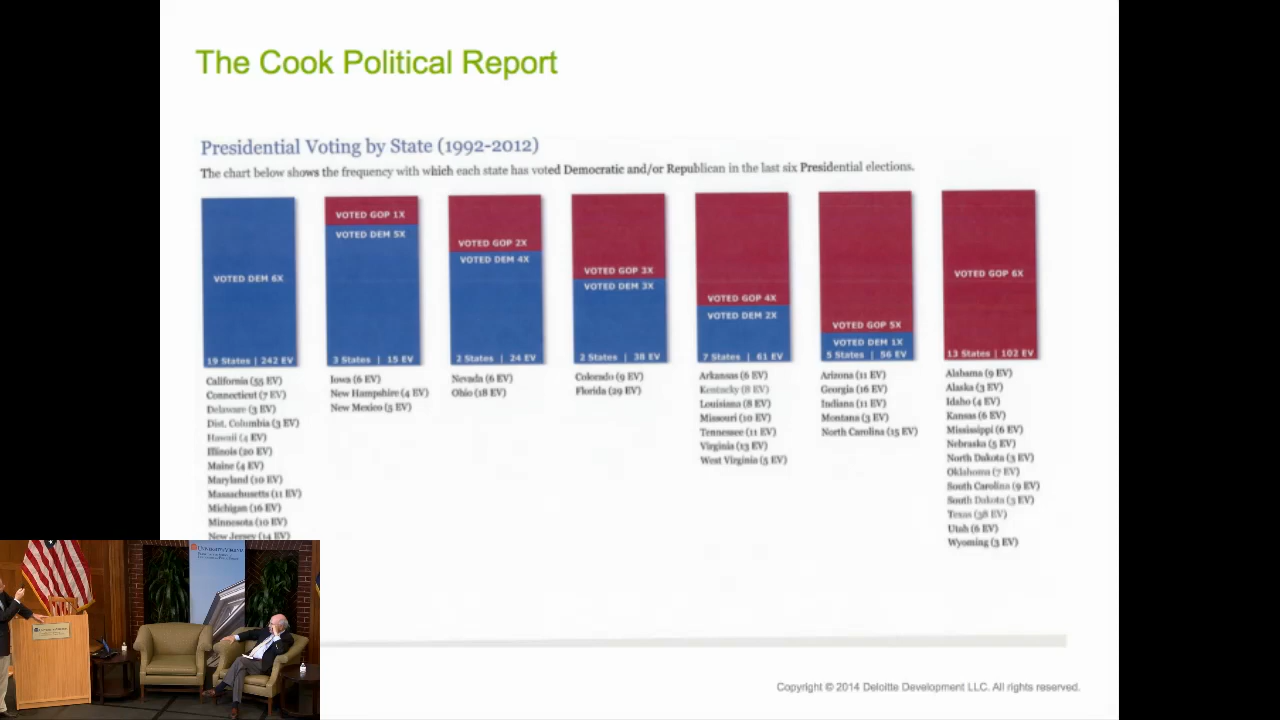 The Cook Political Report
Presidential Voting by State (1992-2012)
The chart below shows the frequency with which each state has voted Democratic and/or Republican in the last six Presidential elections.
VOTED DEM 6X
19 States | 242 EV
California (55 EV)
Connecticut (7 EV)
Delaware (3 EV)
Dist. Columbia (3 EV)
Hawaii (4 EV)
Illinois (20 EV)
Maine (4 EV)
Maryland (10 EV)
Massachusetts (11 EV)
Michigan (16 EV)
Minnesota (10 EV)
New Jersey (14 EV)
VOTED GOP 1X
VOTED DEM 5X
3 States | 15 EV
Iowa (6 EV)
New Hampshire (4 EV)
New Mexico (5 EV)
VOTED GOP 2X
VOTED DEM 4X
2 States | 24 EV
Nevada (6 EV)
Ohio (18 EV)
VOTED GOP 3X
VOTED DEM 3X
2 States | 38 EV
Colorado (9 EV)
Florida (29 EV)
VOTED GOP 4X
VOTED DEM 2X
7 States | 61 EV
Arkansas (6 EV)
Kentucky (8 EV)
Louisiana (8 EV)
Missouri (10 EV)
Tennessee (11 EV)
Virginia (13 EV)
West Virginia (5 EV)
VOTED GOP 5X
VOTED DEM 1X
5 States | 56 EV
Arizona (11 EV)
Georgia (16 EV)
Indiana (11 EV)
Montana (3 EV)
North Carolina (15 EV)
VOTED GOP 6X
13 States | 102 EV
Alabama (9 EV)
Alaska (3 EV)
Idaho (4 EV)
Kansas (6 EV)
Mississippi (6 EV)
Nebraska (5 EV)
North Dakota (3 EV)
Oklahoma (7 EV)
South Carolina (9 EV)
South Dakota (3 EV)
Texas (38 EV)
Utah (6 EV)
Wyoming (3 EV)
Copyright © 2014 Deloitte Development LLC. All rights reserved.